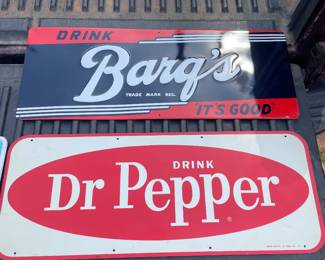 DRINK
Barq's
TRADE MARK REG.
"IT'S GOOD"
DRINK
Dr Pepper